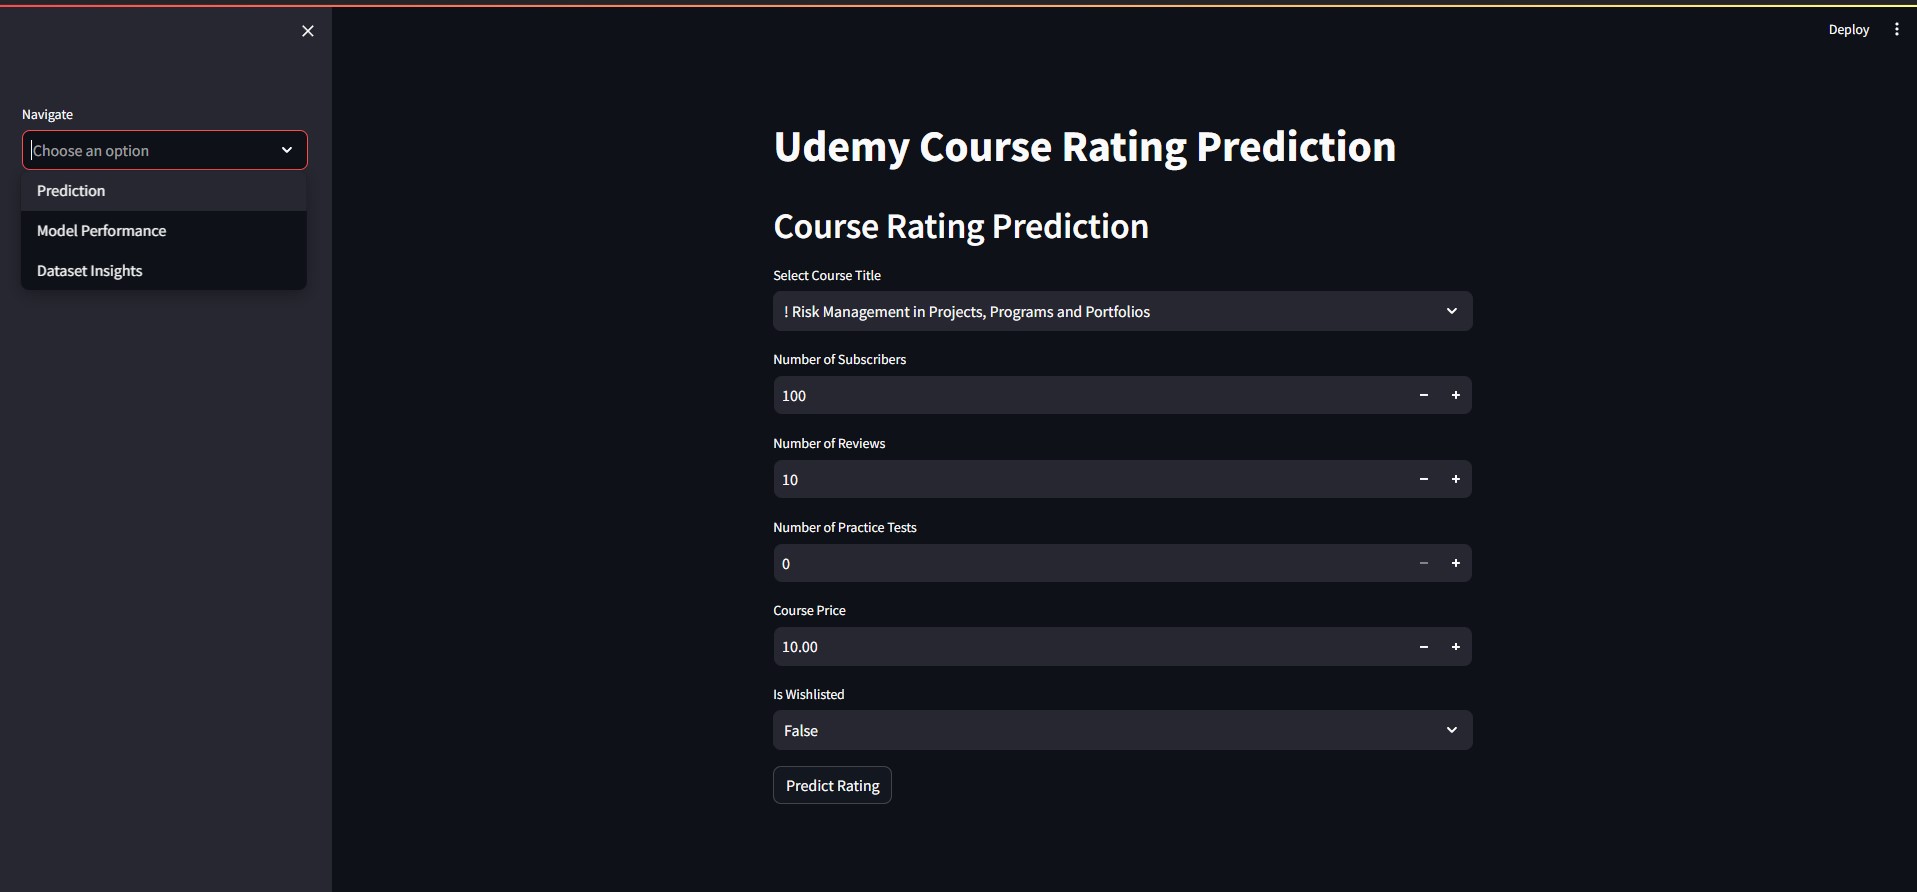 Deploy
Navigate
Choose an option
Prediction
Model Performance
Dataset Insights
Udemy Course Rating Prediction
Course Rating Prediction
Select Course Title
! Risk Management in Projects, Programs and Portfolios
Number of Subscribers
100
Number of Reviews
10
Number of Practice Tests
0
Course Price
10.00
Is Wishlisted
False
Predict Rating